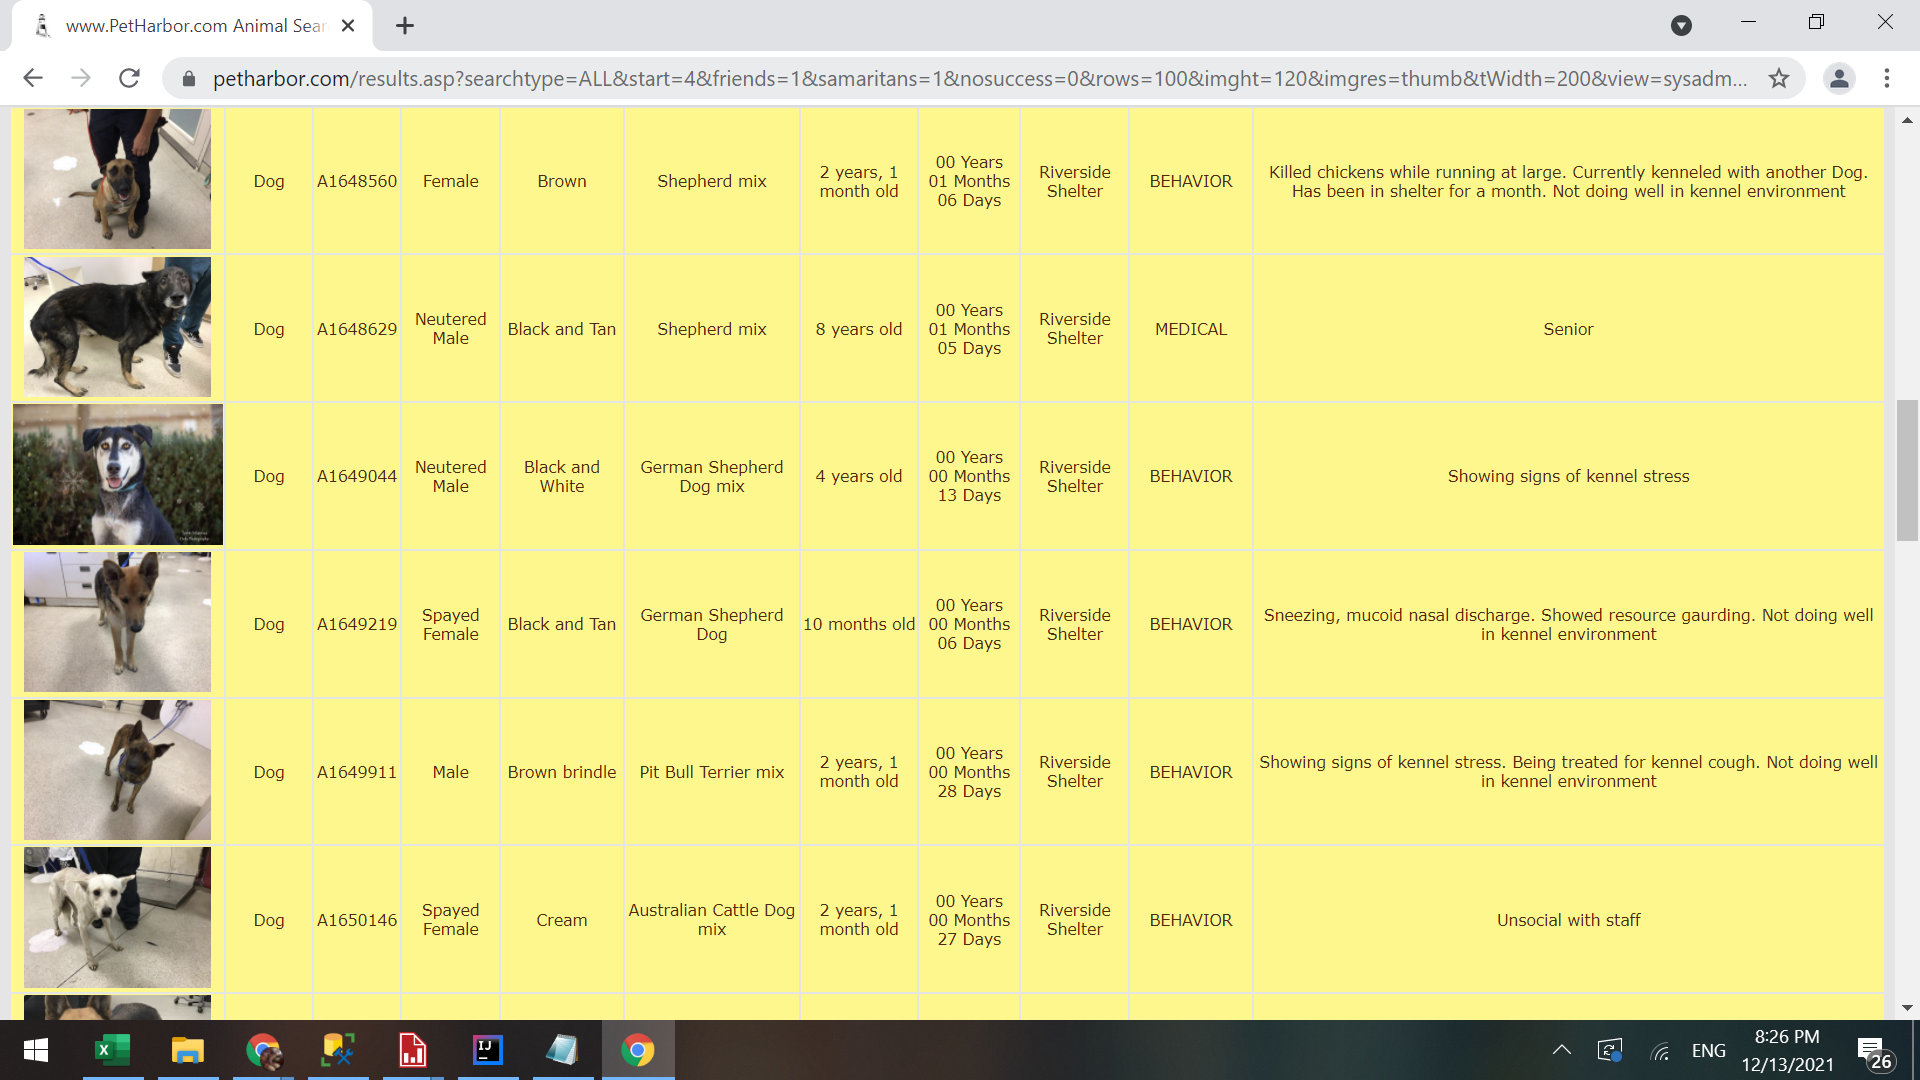 www.PetHarbor.com Animal Sear
petharbor.com/results.asp?searchtype=ALL&start=4&friends=1&samaritans=1&nosuccess=0&rows=100&imght=120&imgres=thumb&tWidth=200&view=sysadm...
Dog A1648560 Female Brown Shepherd mix 2 years, 1 month old 00 Years 01 Months 06 Days Riverside Shelter BEHAVIOR Killed chickens while running at large. Currently kenneled with another Dog. Has been in shelter for a month. Not doing well in kennel environment
Dog A1648629 Neutered Male Black and Tan Shepherd mix 8 years old 00 Years 01 Months 05 Days Riverside Shelter MEDICAL Senior
Dog A1649044 Neutered Male Black and White German Shepherd Dog mix 4 years old 00 Years 00 Months 13 Days Riverside Shelter BEHAVIOR Showing signs of kennel stress
Dog A1649219 Spayed Female Black and Tan German Shepherd Dog 10 months old 00 Years 00 Months 06 Days Riverside Shelter BEHAVIOR Sneezing, mucoid nasal discharge. Showed resource gaurding. Not doing well in kennel environment
Dog A1649911 Male Brown brindle Pit Bull Terrier mix 2 years, 1 month old 00 Years 00 Months 28 Days Riverside Shelter BEHAVIOR Showing signs of kennel stress. Being treated for kennel cough. Not doing well in kennel environment
Dog A1650146 Spayed Female Cream Australian Cattle Dog mix 2 years, 1 month old 00 Years 00 Months 27 Days Riverside Shelter BEHAVIOR Unsocial with staff
IJ
ENG
8:26 PM
12/13/2021
26